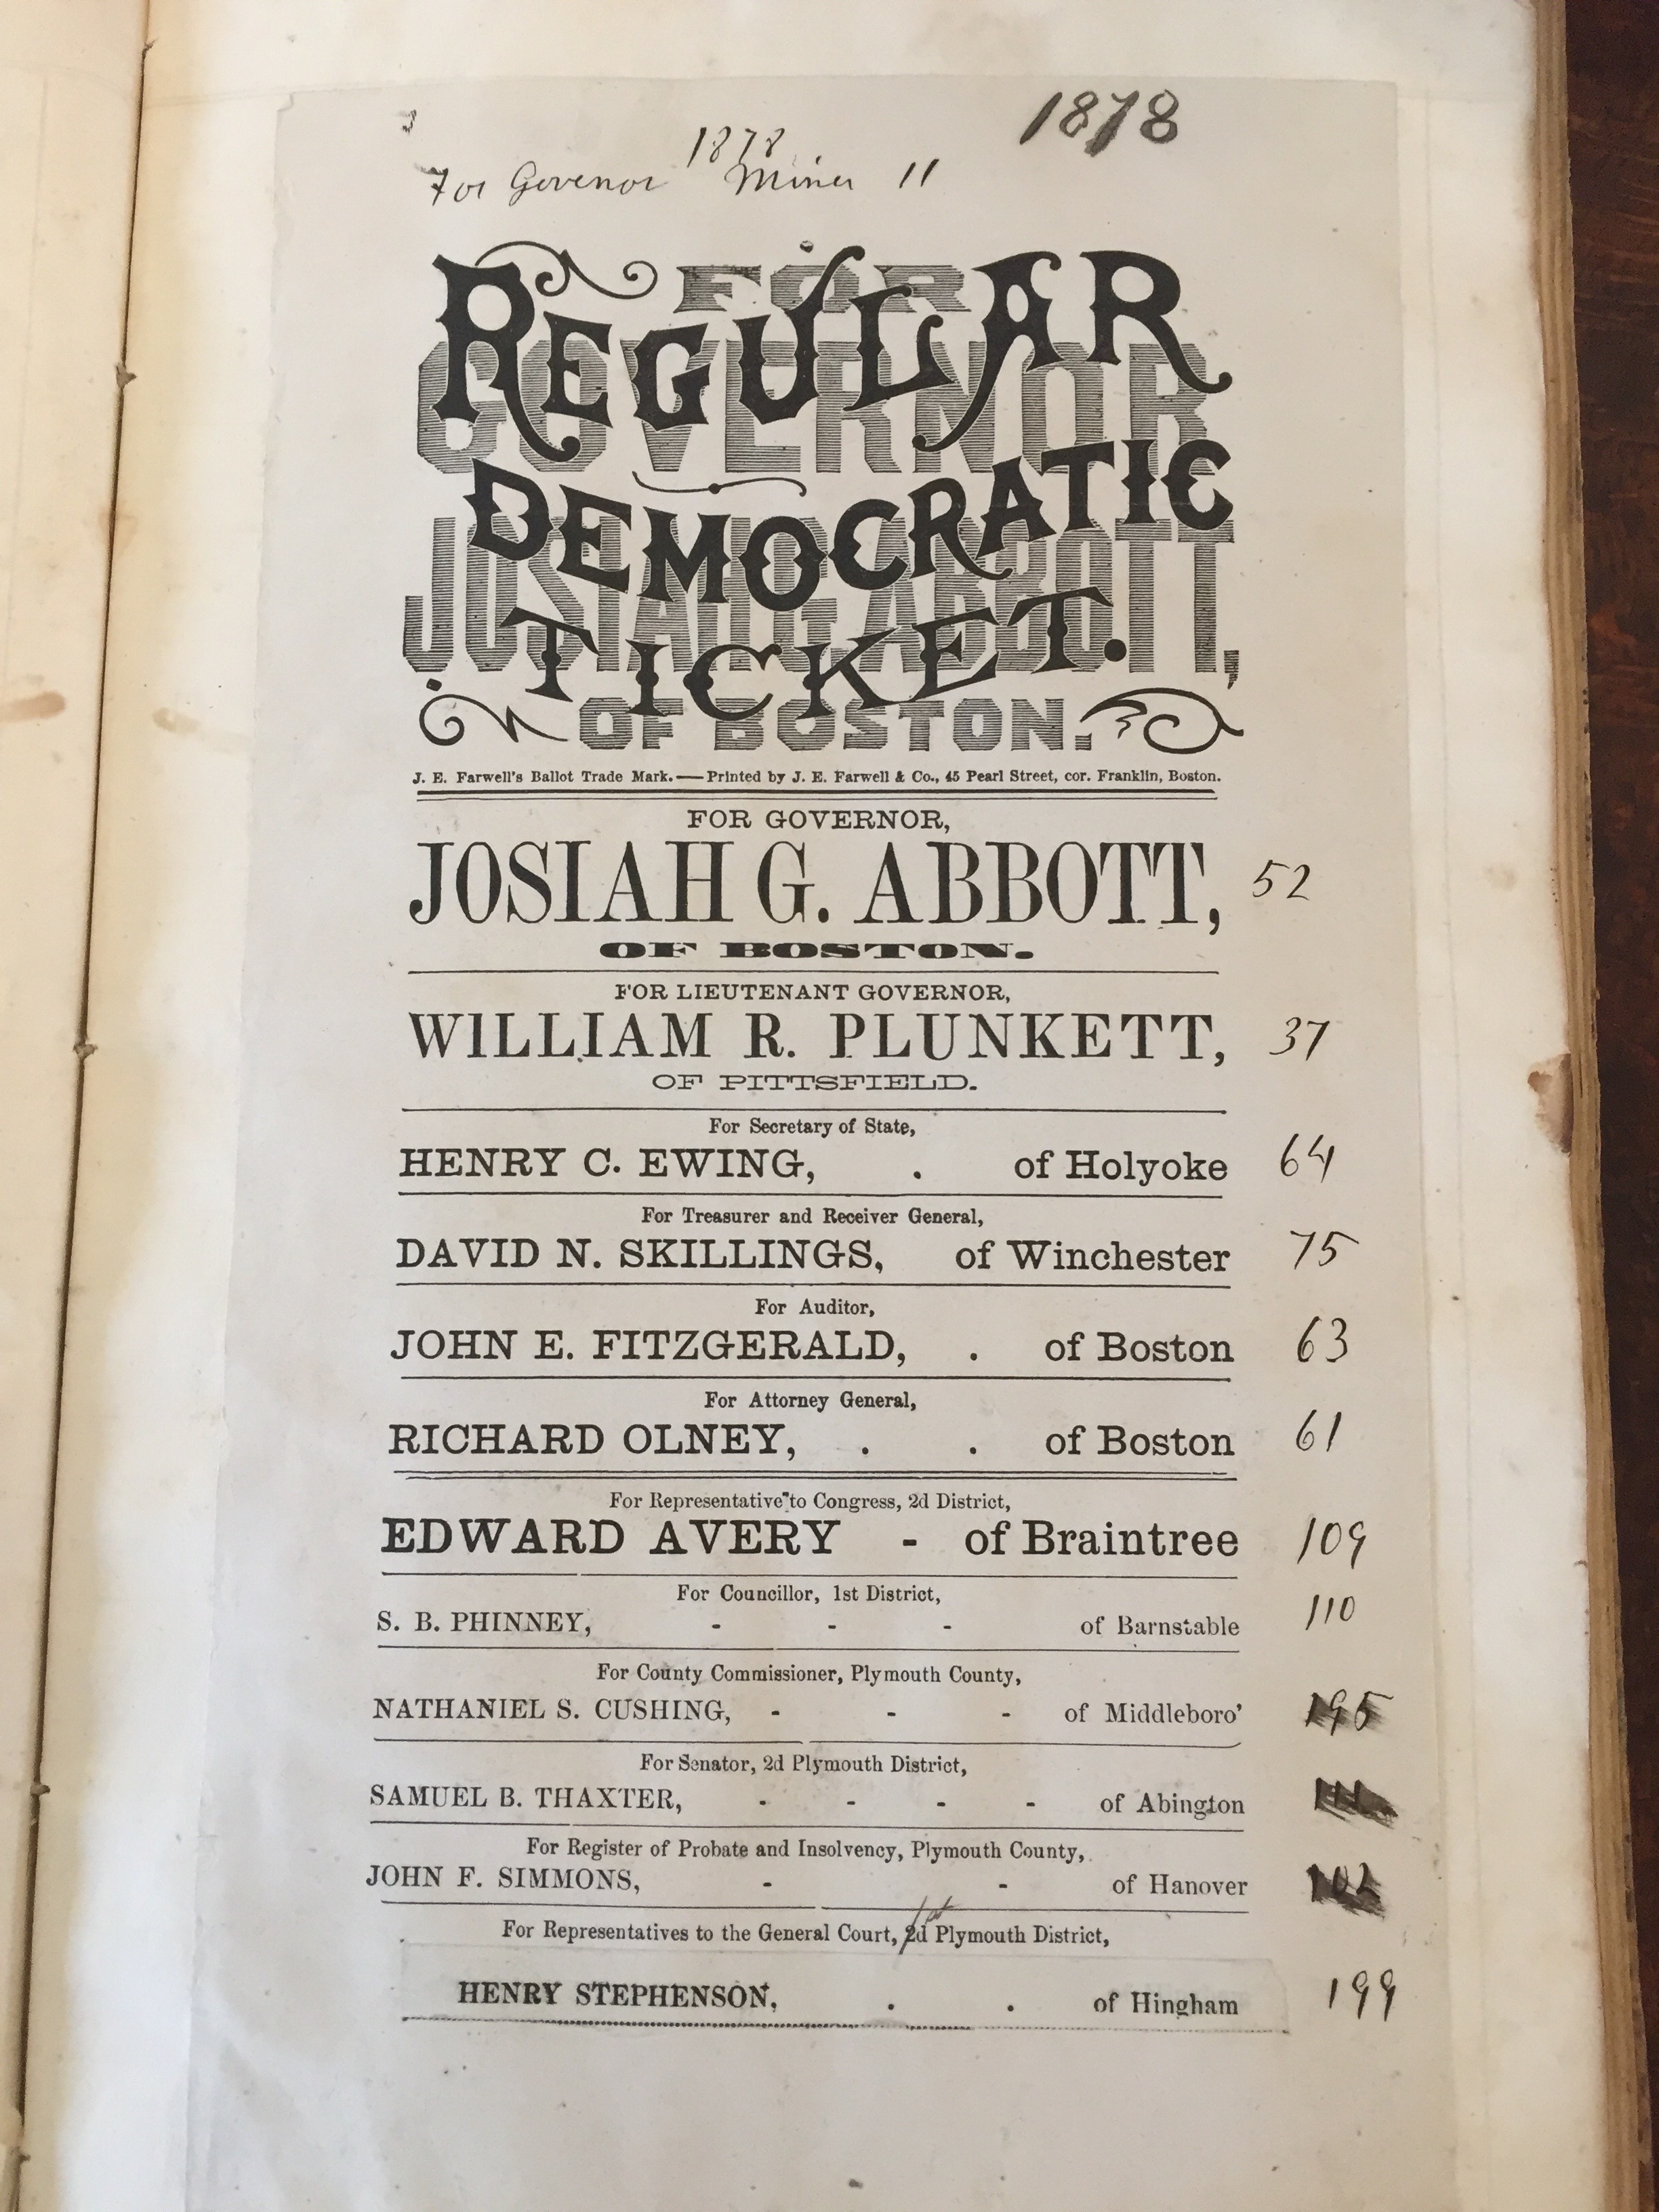 1878
1878
For Govenor Miner 11
FOR
REGULAR
GOVERNOR
DEMOCRATIC
JOSIAH G. ABBOTT,
TICKET.
OF BOSTON.
J. E. Farwell's Ballot Trade Mark.—Printed by J. E. Farwell & Co., 45 Pearl Street, cor. Franklin, Boston.
FOR GOVERNOR,
JOSIAH G. ABBOTT, 52
OF BOSTON.
FOR LIEUTENANT GOVERNOR,
WILLIAM R. PLUNKETT, 37
OF PITTSFIELD.
For Secretary of State,
HENRY C. EWING, . of Holyoke 64
For Treasurer and Receiver General,
DAVID N. SKILLINGS, of Winchester 75
For Auditor,
JOHN E. FITZGERALD, . of Boston 63
For Attorney General,
RICHARD OLNEY, . . of Boston 61
For Representative to Congress, 2d District,
EDWARD AVERY - of Braintree 109
For Councillor, 1st District,
S. B. PHINNEY, - - - of Barnstable 110
For County Commissioner, Plymouth County,
NATHANIEL S. CUSHING, - - - of Middleboro' 195
For Senator, 2d Plymouth District,
SAMUEL B. THAXTER, - - - - of Abington
For Register of Probate and Insolvency, Plymouth County,
JOHN F. SIMMONS, - - of Hanover
1st
For Representatives to the General Court, 2d Plymouth District,
HENRY STEPHENSON, . . of Hingham 199